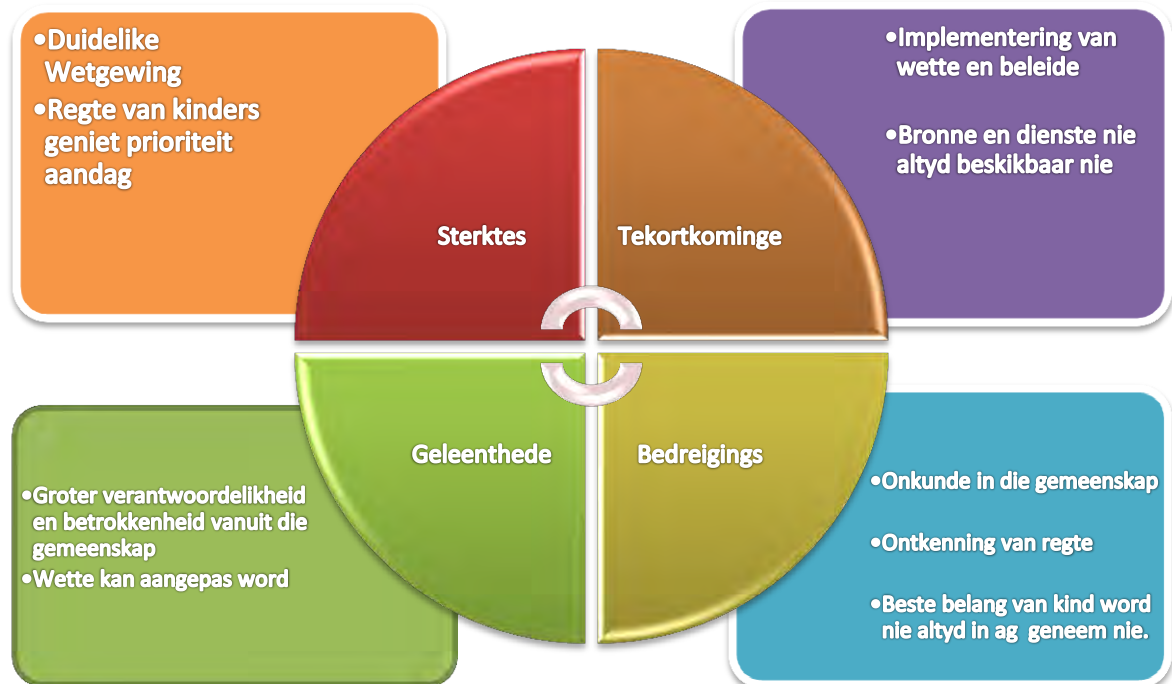 •Duidelike
Wetgewing
•Regte van kinders
geniet prioriteit
aandag
•Implementering van
wette en beleide
•Bronne en dienste nie
altyd beskikbaar nie
Sterktes
Tekortkominge
Geleenthede
Bedreigings
•Groter verantwoordelikheid
en betrokkenheid vanuit die
gemeenskap
•Wette kan aangepas word
•Onkunde in die gemeenskap
•Ontkenning van regte
•Beste belang van kind word
nie altyd in ag geneem nie.